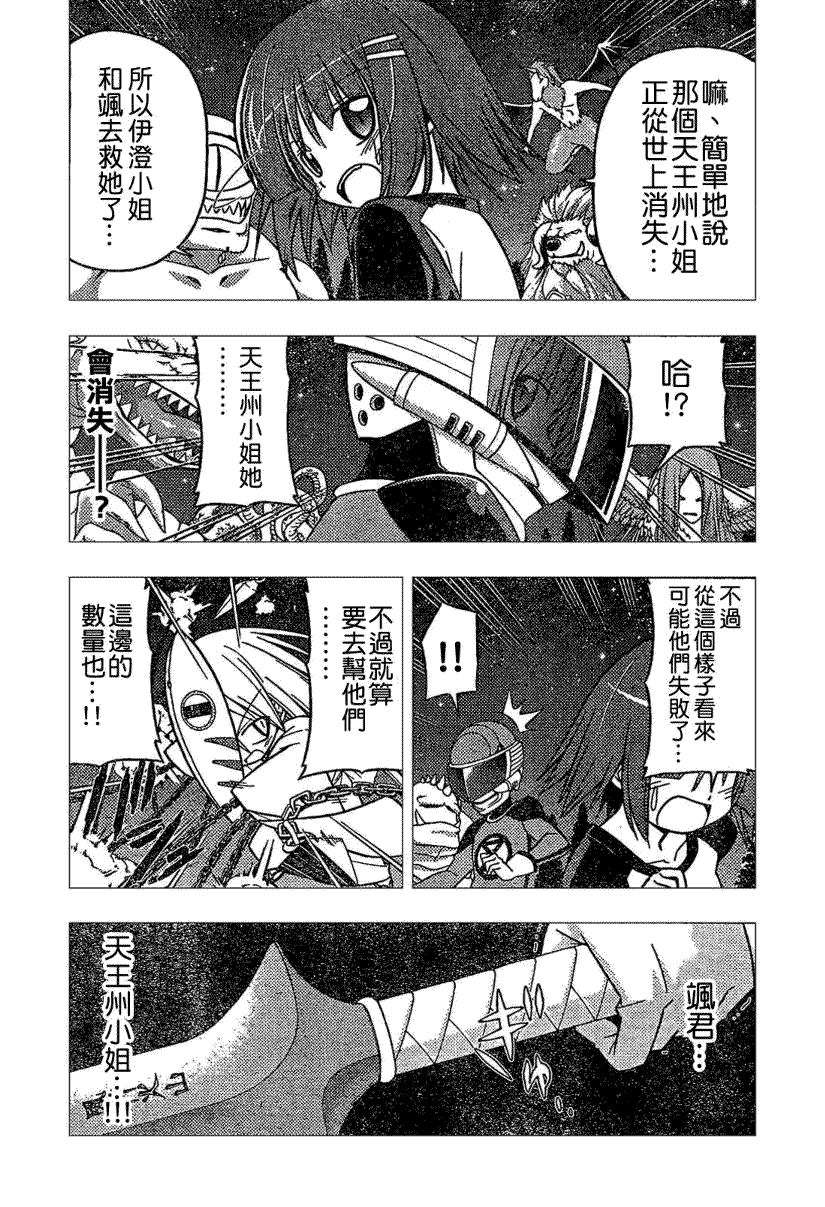 嘛、簡單地說
那個天王州小姐
正從世上消失…
所以伊澄小姐
和颯去救她了…
哈!?
天王州小姐她
………
會消失——？
不過
從這個樣子看來
可能他們失敗了…
!!
不過就算
要去幫他們
………
這邊的
數量也…!!
颯君…
ギゅ
天王州小姐…!!!